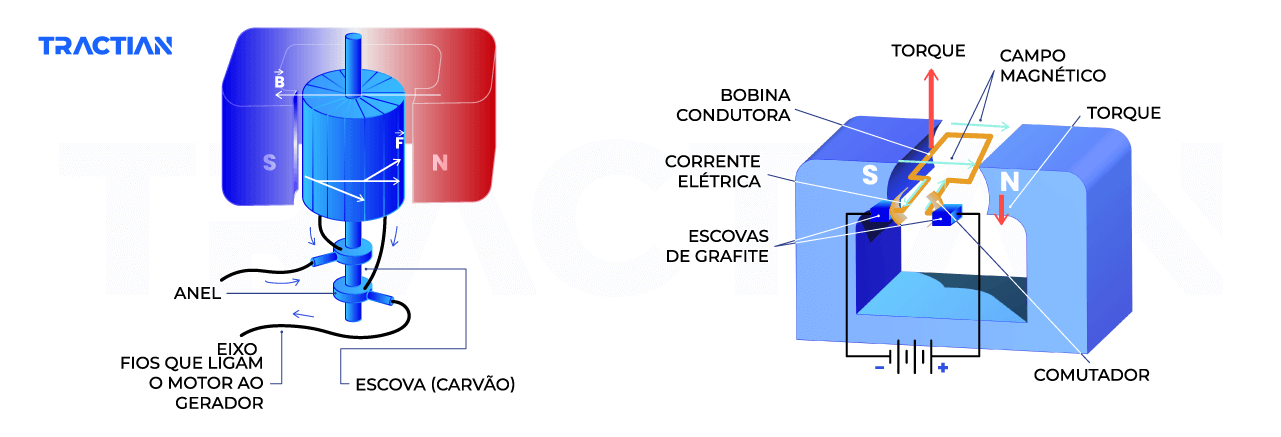 TRACTIAN
B
F
S
N
ANEL
EIXO
FIOS QUE LIGAM
O MOTOR AO
GERADOR
ESCOVA (CARVÃO)
TORQUE
CAMPO
MAGNÉTICO
BOBINA
CONDUTORA
TORQUE
CORRENTE
ELÉTRICA
S
N
ESCOVAS
DE GRAFITE
- +
COMUTADOR
TRACTIAN